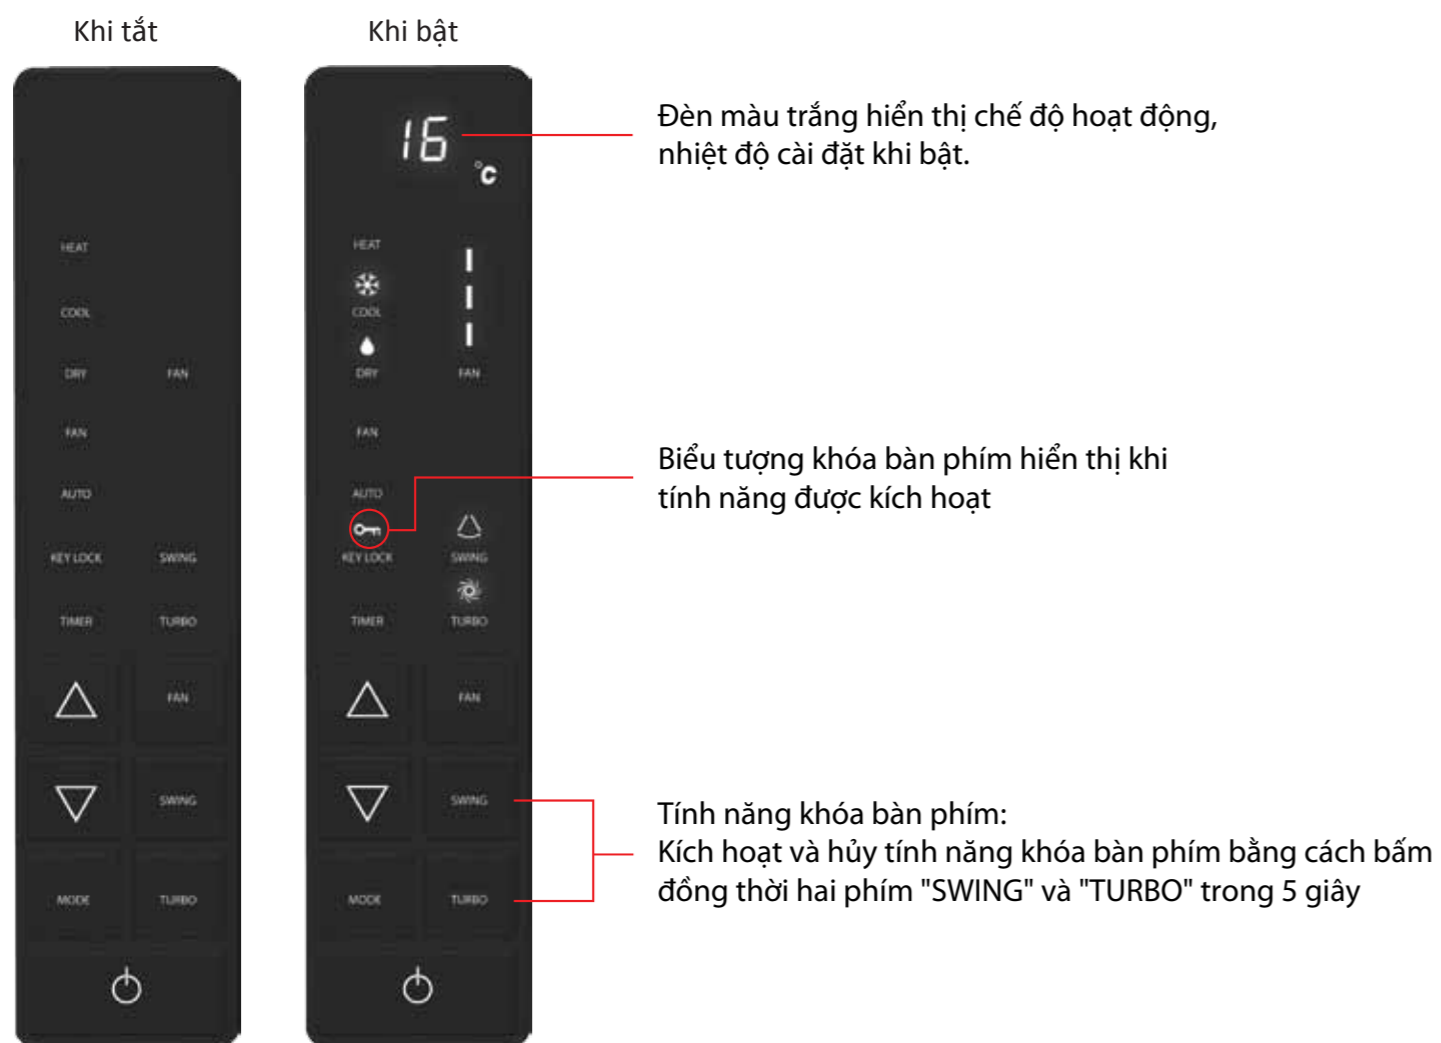 Khi tắt
Khi bật
HEAT
COOL
DRY FAN
FAN
AUTO
KEY LOCK SWING
TIMER TURBO
FAN
SWING
MODE TURBO
16
°C
HEAT
COOL
DRY FAN
FAN
AUTO
KEY LOCK SWING
TIMER TURBO
FAN
SWING
MODE TURBO
Đèn màu trắng hiển thị chế độ hoạt động,
nhiệt độ cài đặt khi bật.
Biểu tượng khóa bàn phím hiển thị khi
tính năng được kích hoạt
Tính năng khóa bàn phím:
Kích hoạt và hủy tính năng khóa bàn phím bằng cách bấm
đồng thời hai phím "SWING" và "TURBO" trong 5 giây